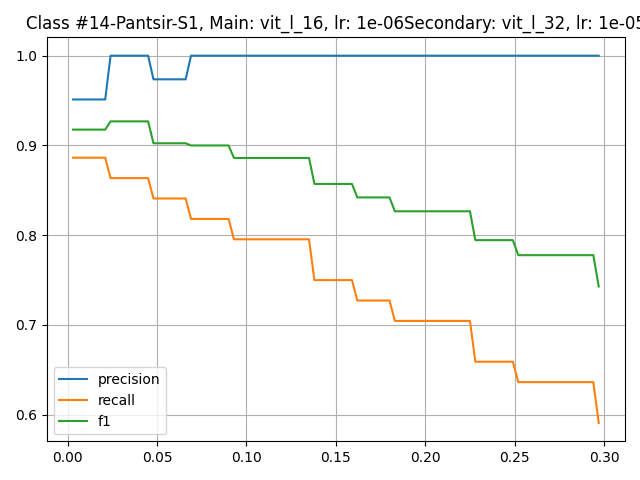 Class #14-Pantsir-S1, Main: vit_l_16, lr: 1e-06Secondary: vit_l_32, lr: 1e-05
1.0
0.9
0.8
0.7
0.6
precision
recall
f1
0.00 0.05 0.10 0.15 0.20 0.25 0.30